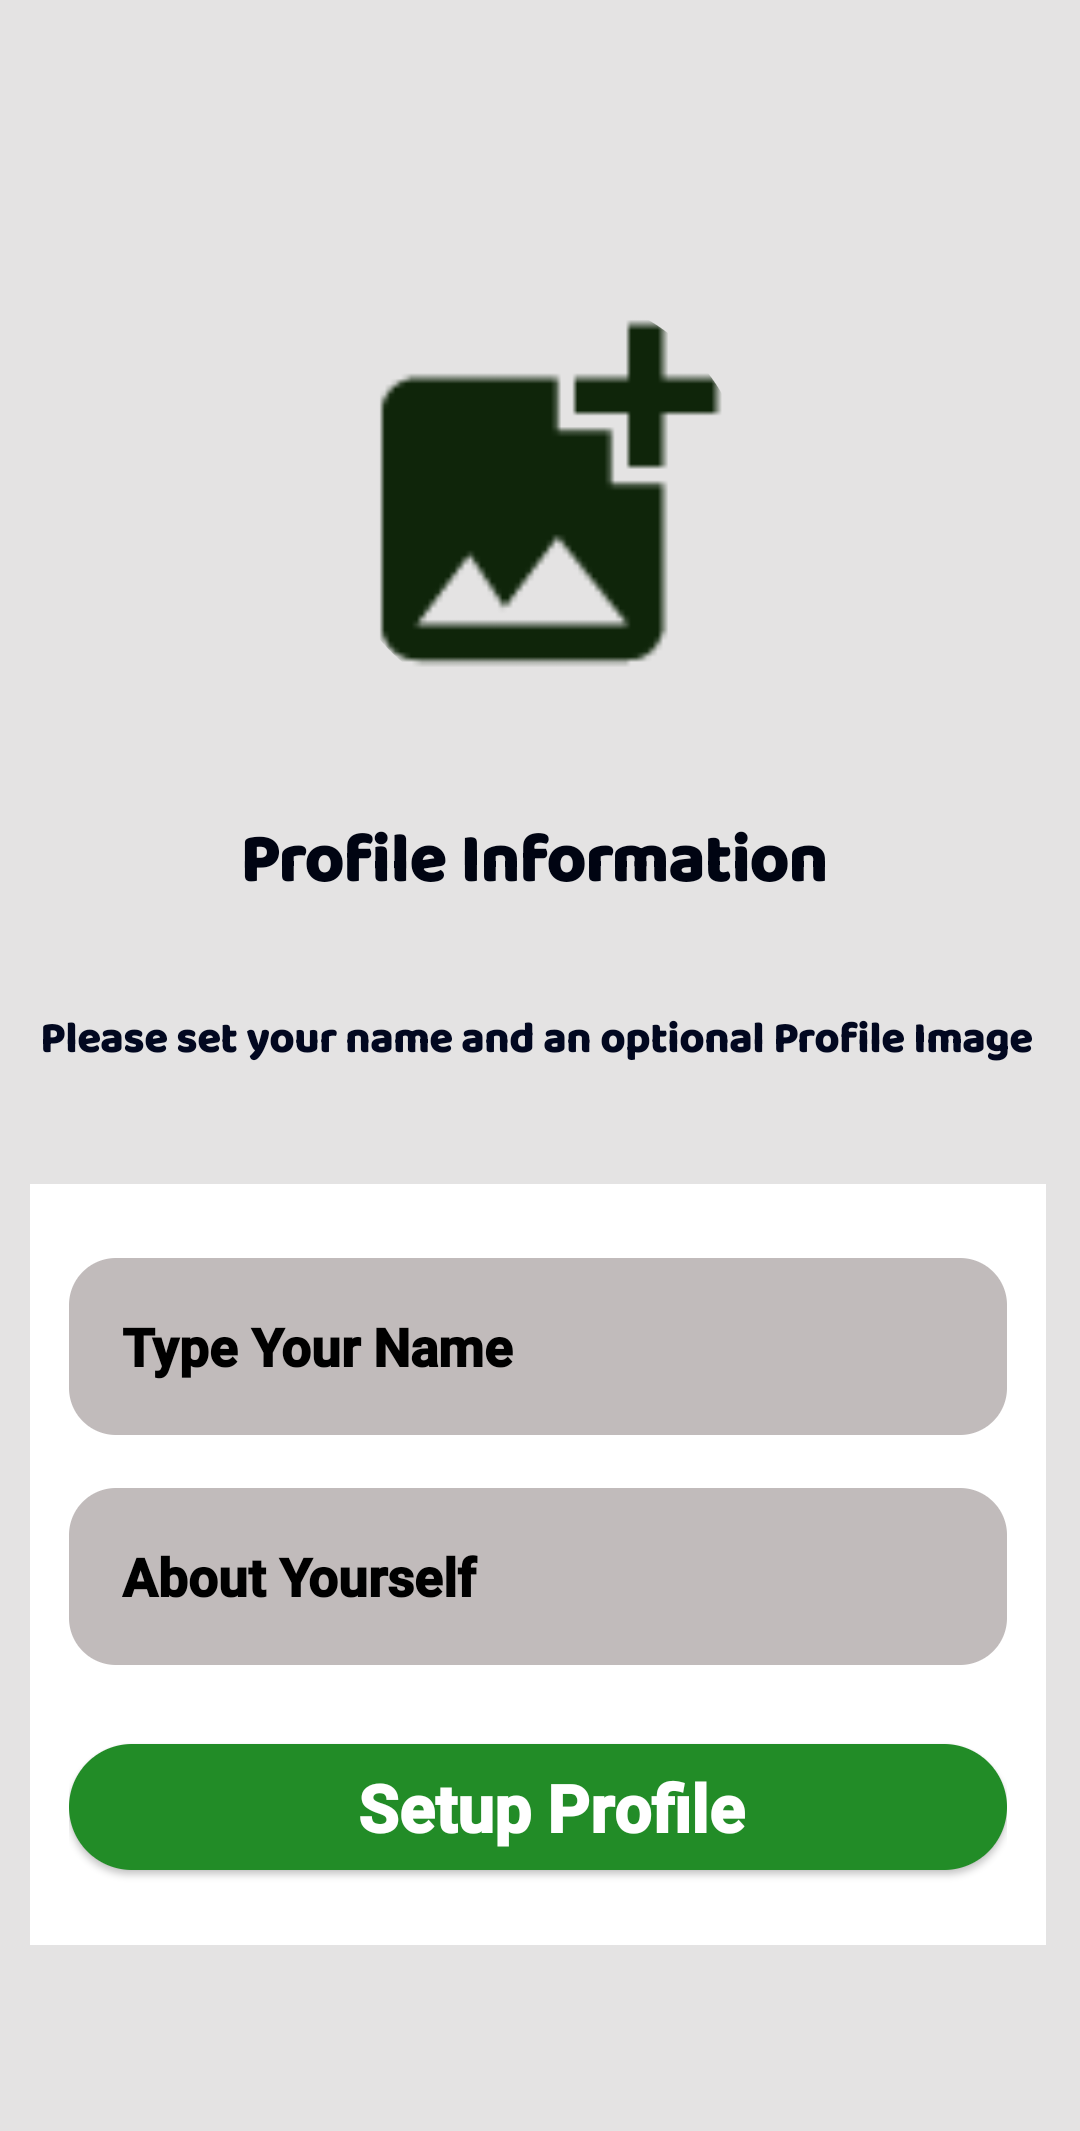 Profile Information
Please set your name and an optional Profile Image
Type Your Name
About Yourself
Setup Profile